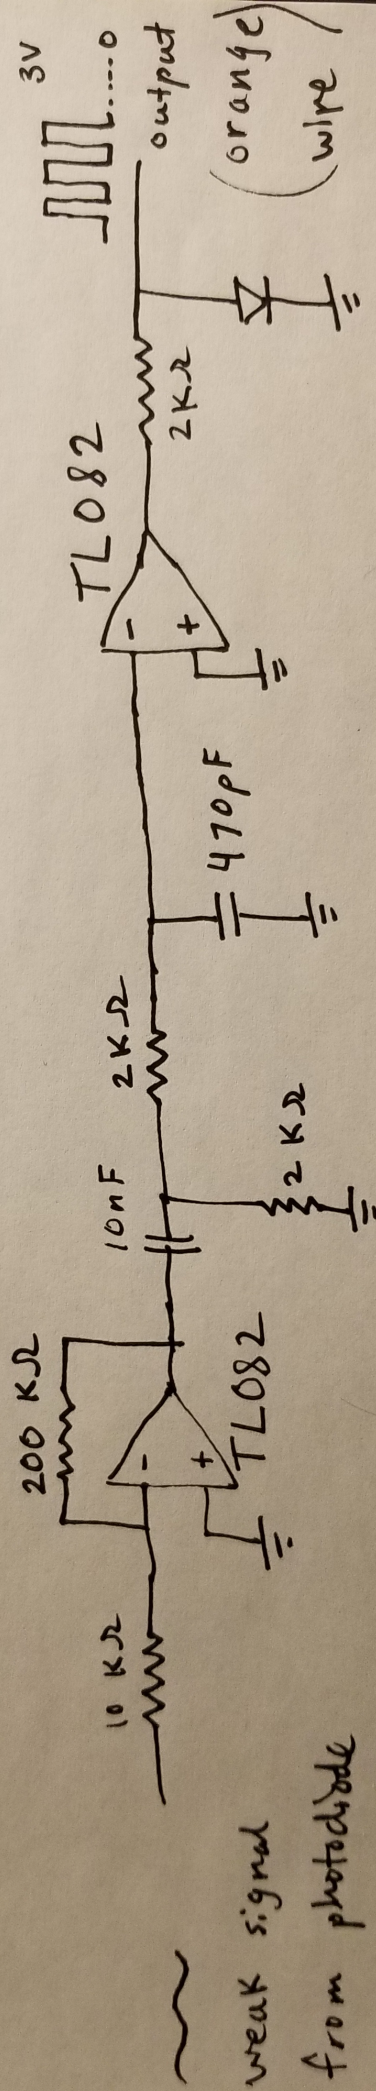 weak signal
from photodiode
10 KΩ
200 KΩ
-
+
TL082
10nF
2KΩ
2KΩ
470pF
TL082
-
+
2KΩ
3V
0
output
(orange
wire)